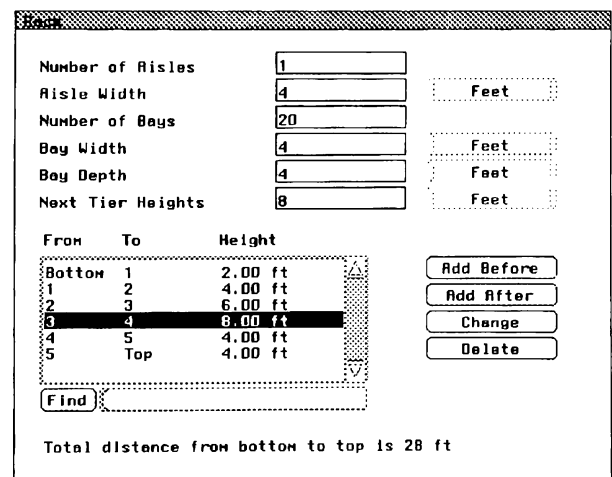 Rack
Number of Aisles 1
Aisle Width 4 Feet
Number of Bays 20
Bay Width 4 Feet
Bay Depth 4 Feet
Next Tier Heights 8 Feet
From To Height
Bottom 1 2.00 ft
1 2 4.00 ft
2 3 6.00 ft
3 4 8.00 ft
4 5 4.00 ft
5 Top 4.00 ft
Add Before
Add After
Change
Delete
Find
Total distance from bottom to top is 28 ft